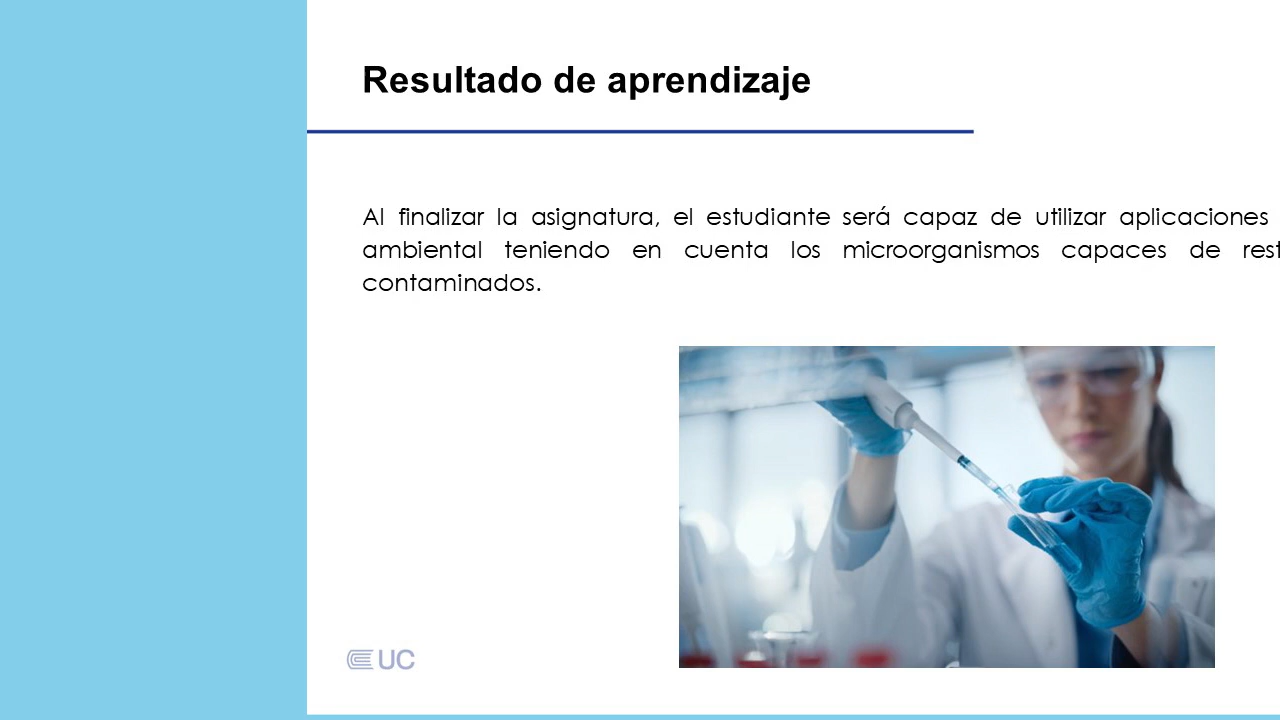 Resultado de aprendizaje
Al finalizar la asignatura, el estudiante será capaz de utilizar aplicaciones
ambiental teniendo en cuenta los microorganismos capaces de
contaminados.
UC